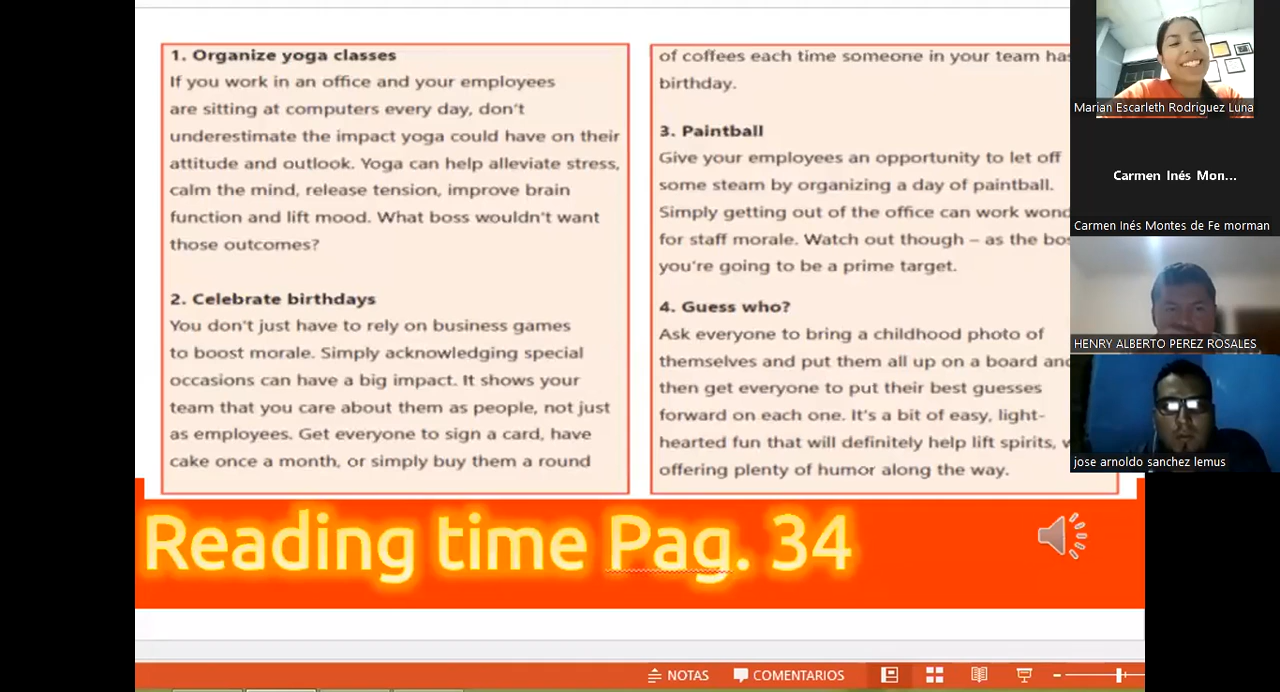 1. Organize yoga classes
If you work in an office and your employees
are sitting at computers every day, don't
underestimate the impact yoga could have on their
attitude and outlook. Yoga can help alleviate stress,
calm the mind, release tension, improve brain
function and lift mood. What boss wouldn't want
those outcomes?
2. Celebrate birthdays
You don't just have to rely on business games
to boost morale. Simply acknowledging special
occasions can have a big impact. It shows your
team that you care about them as people, not just
as employees. Get everyone to sign a card, have
cake once a month, or simply buy them a round
of coffees each time someone in your team has
birthday.
3. Paintball
Give your employees an opportunity to let off
some steam by organizing a day of paintball.
Simply getting out of the office can work
for staff morale. Watch out though – as the
you're going to be a prime target.
4. Guess who?
Ask everyone to bring a childhood photo of
themselves and put them all up on a board and
then get everyone to put their best guesses
forward on each one. It's a bit of easy, light-
hearted fun that will definitely help lift spirits,
offering plenty of humor along the way.
Reading time Pag. 34
NOTAS
COMENTARIOS
Marian Escarleth Rodriguez Luna
Carmen Inés Mon...
Carmen Inés Montes de Fe morman
HENRY ALBERTO PEREZ ROSALES
jose arnoldo sanchez lemus